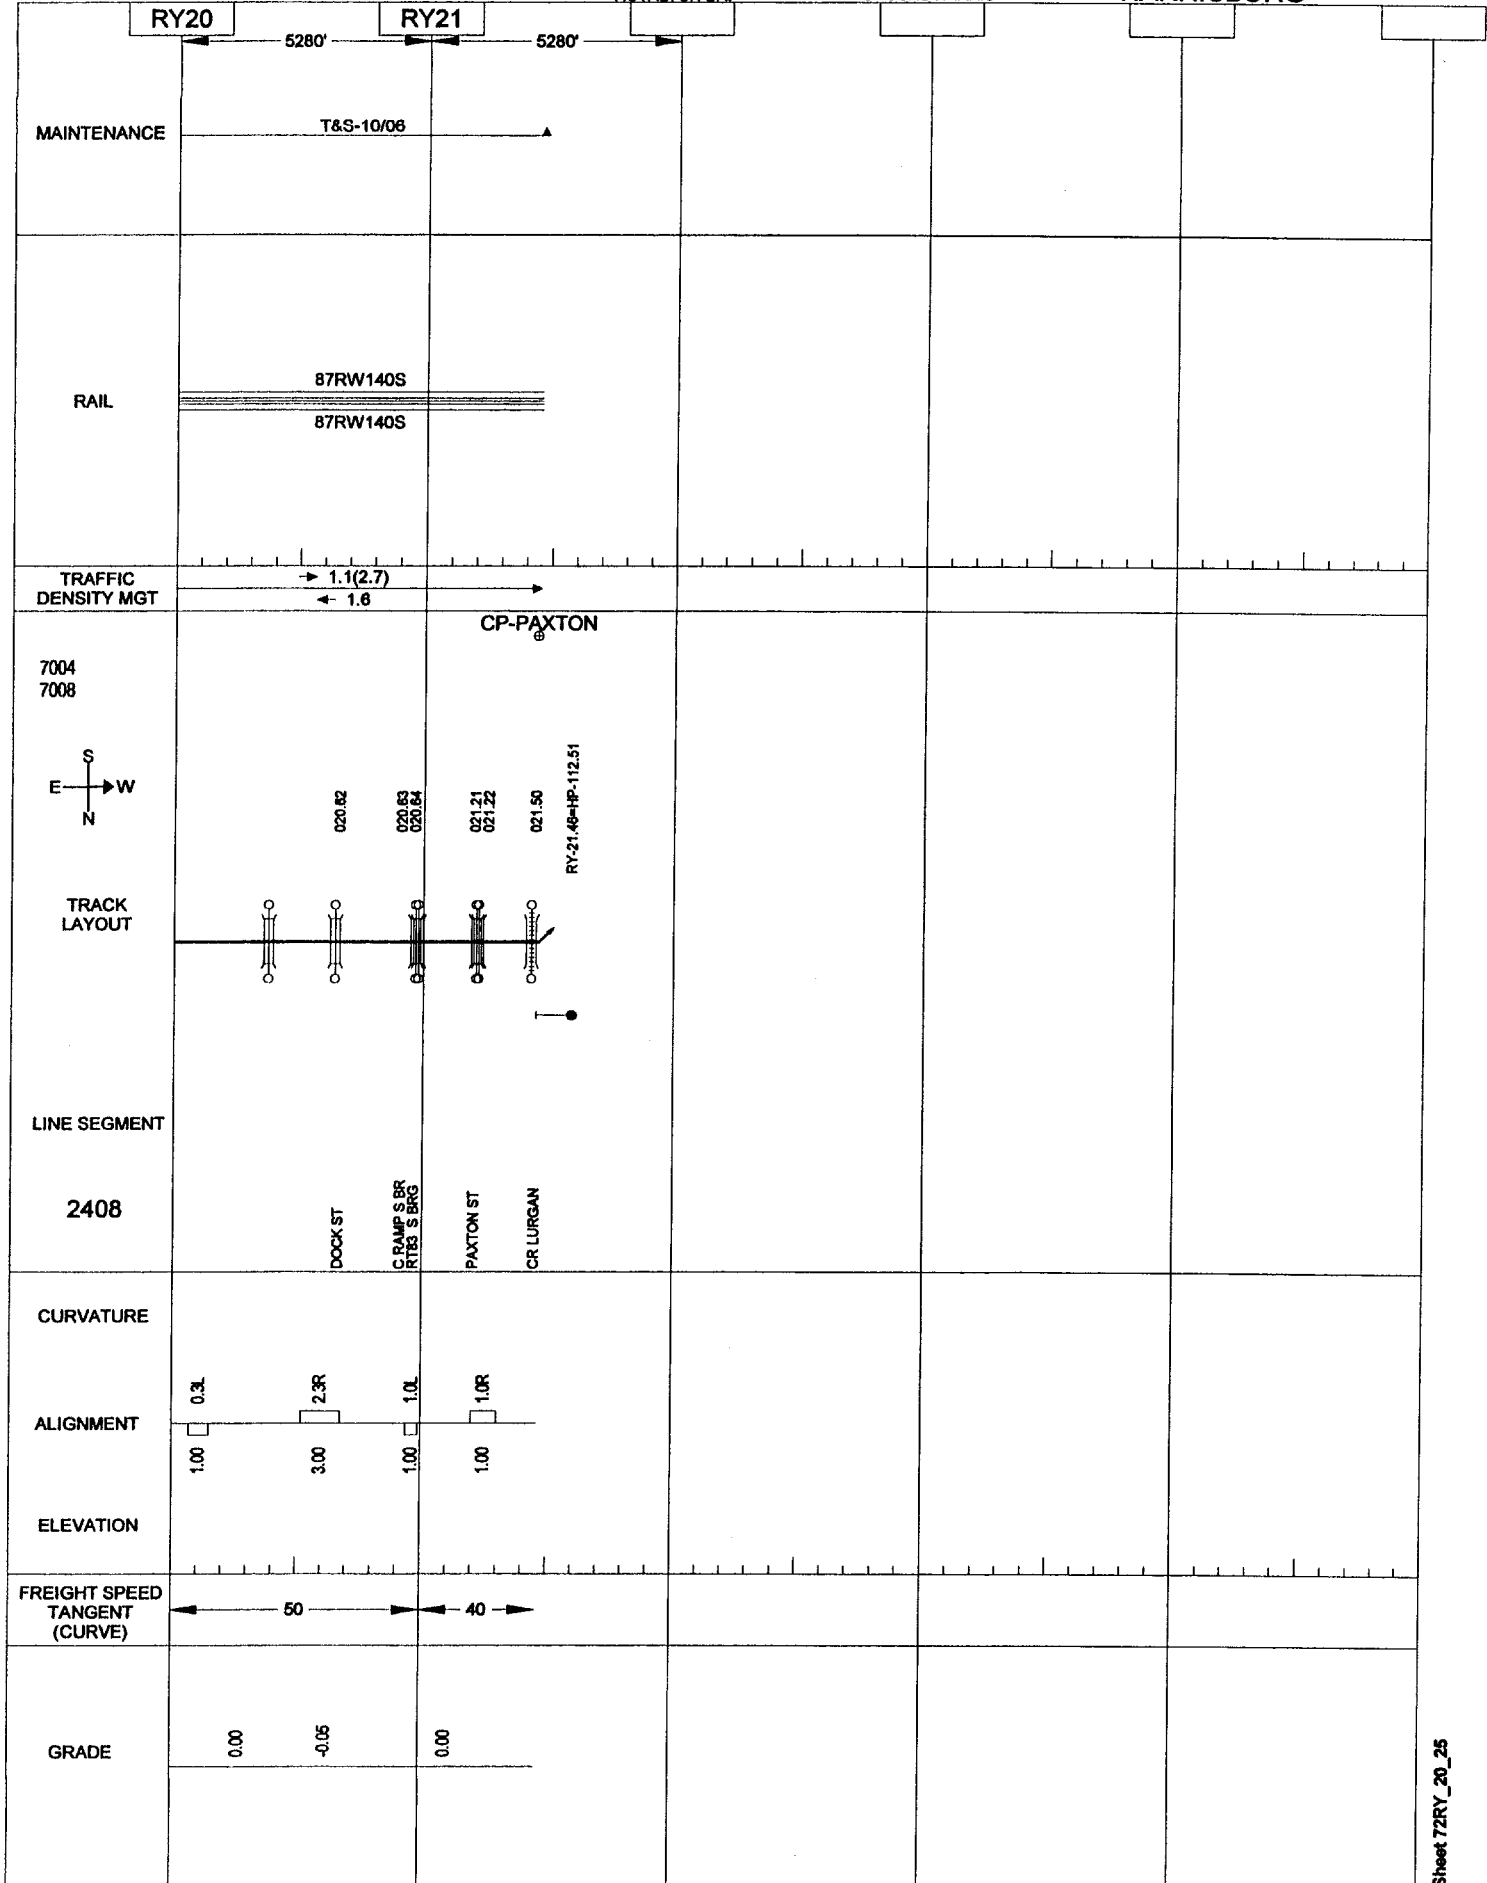 RY20
RY21
5280'
5280'
MAINTENANCE
T&S-10/06
RAIL
87RW140S
87RW140S
TRAFFIC
DENSITY MGT
1.1(2.7)
1.6
CP-PAXTON
7004
7008
S
E W
N
020.62
020.63
020.64
021.21
021.22
021.50
RY-21.46=HP-112.51
TRACK
LAYOUT
LINE SEGMENT
2408
DOCK ST
C RAMP S BR
RT83 S BRG
PAXTON ST
CR LURGAN
CURVATURE
0.3L
2.3R
1.0L
1.0R
ALIGNMENT
1.00
3.00
1.00
1.00
ELEVATION
FREIGHT SPEED
TANGENT
(CURVE)
50
40
GRADE
0.00
-0.05
0.00
Sheet 72RY_20_25